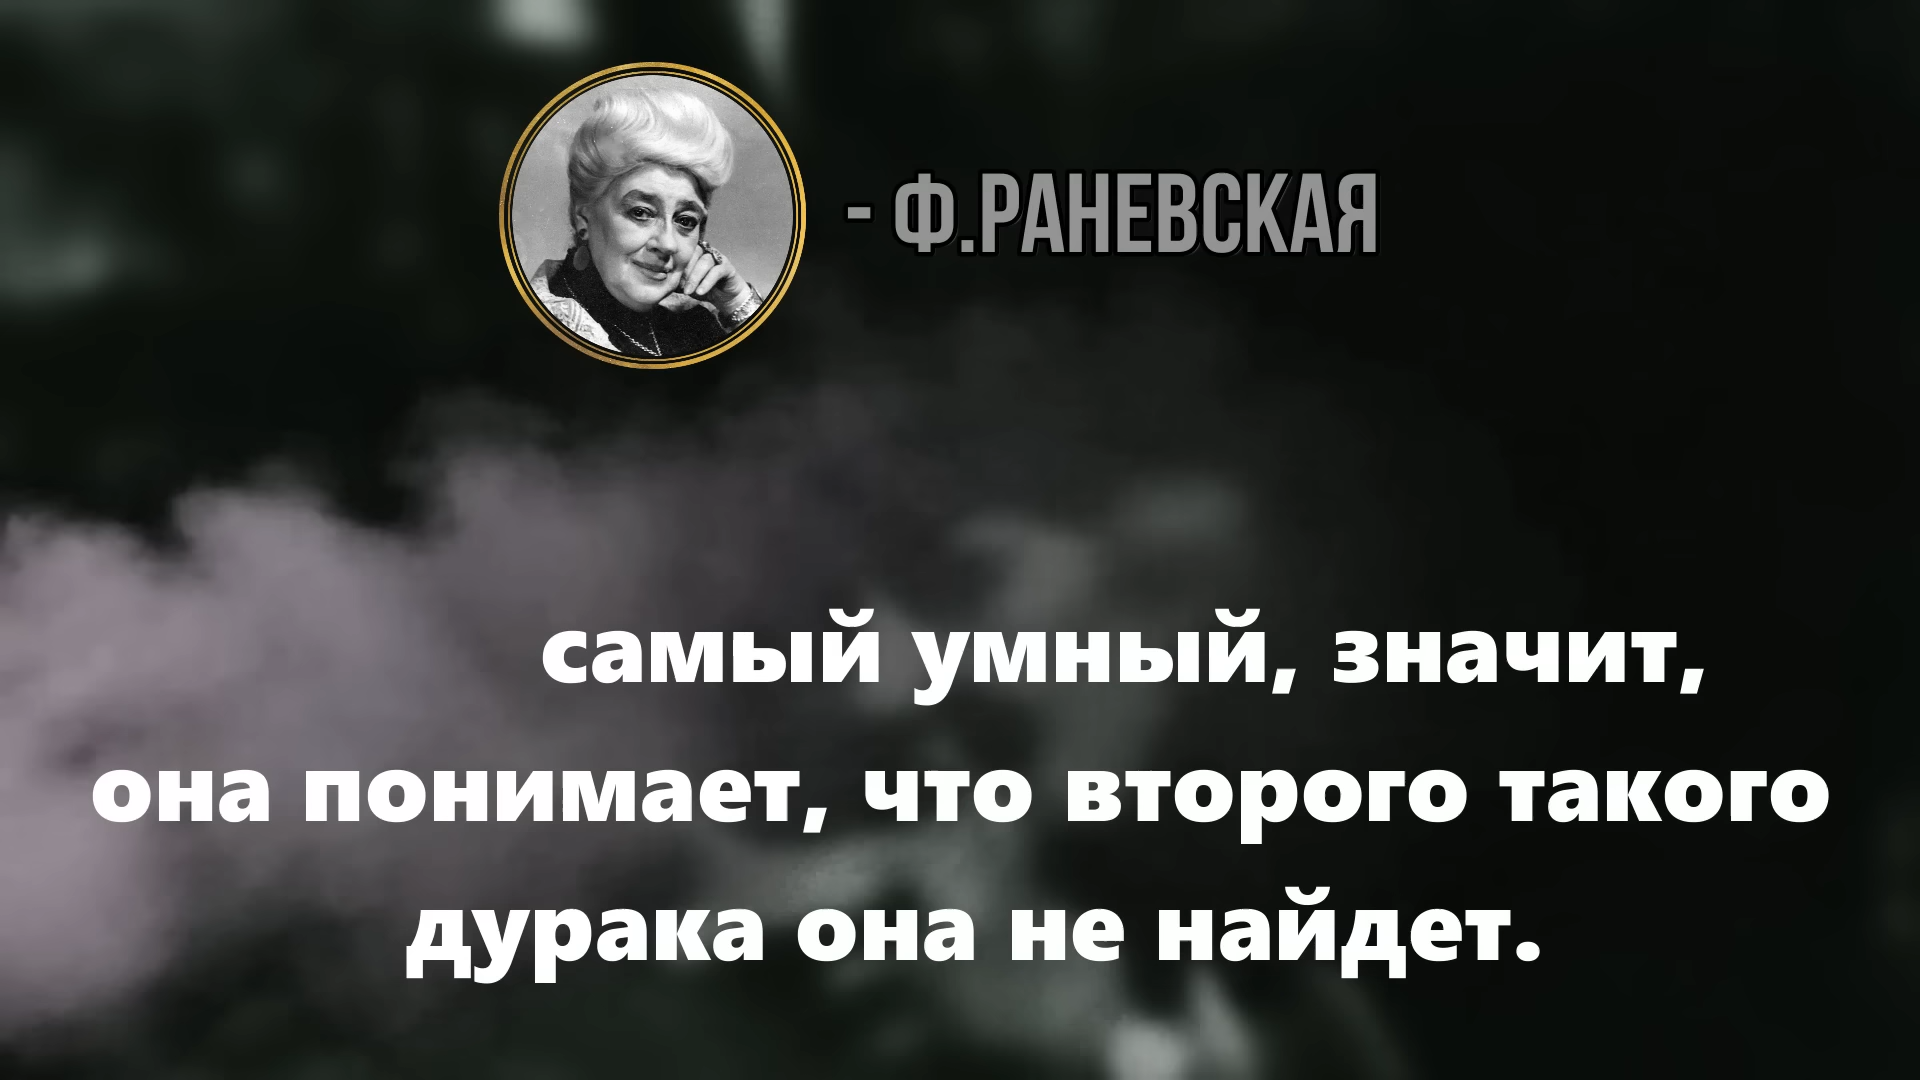 - Ф.РАНЕВСКАЯ
самый умный, значит,
она понимает, что второго такого
дурака она не найдет.